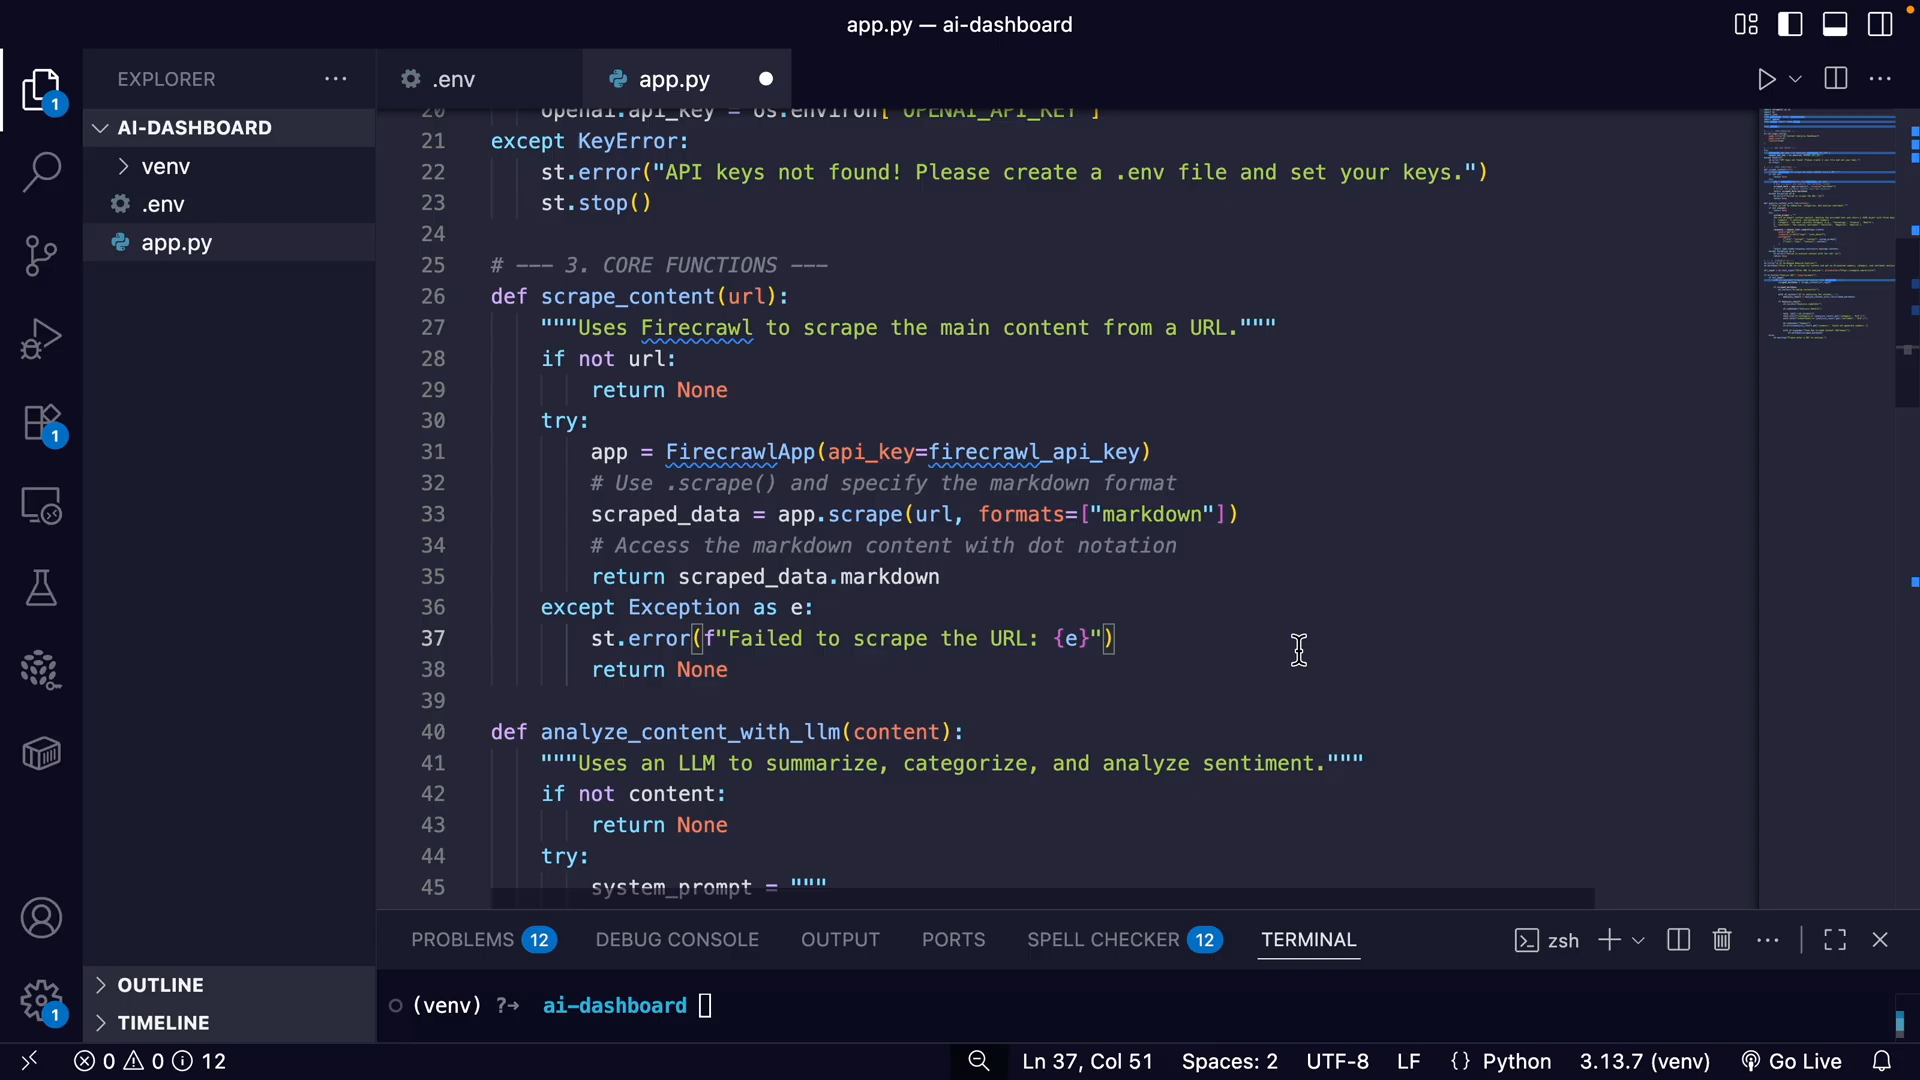 app.py — ai-dashboard
EXPLORER
.env
app.py
AI-DASHBOARD
venv
.env
app.py
OUTLINE
TIMELINE
20 openai.api_key = os.environ["OPENAI_API_KEY"]
21 except KeyError:
22 st.error("API keys not found! Please create a .env file and set your keys.")
23 st.stop()
24
25 # --- 3. CORE FUNCTIONS ---
26 def scrape_content(url):
27 """Uses Firecrawl to scrape the main content from a URL."""
28 if not url:
29 return None
30 try:
31 app = FirecrawlApp(api_key=firecrawl_api_key)
32 # Use .scrape() and specify the markdown format
33 scraped_data = app.scrape(url, formats=["markdown"])
34 # Access the markdown content with dot notation
35 return scraped_data.markdown
36 except Exception as e:
37 st.error(f"Failed to scrape the URL: {e}")
38 return None
39
40 def analyze_content_with_llm(content):
41 """Uses an LLM to summarize, categorize, and analyze sentiment."""
42 if not content:
43 return None
44 try:
45 system_prompt = """
PROBLEMS 12 DEBUG CONSOLE OUTPUT PORTS SPELL CHECKER 12 TERMINAL zsh
(venv) ?→ ai-dashboard
1
1
1
0 0 12 Ln 37, Col 51 Spaces: 2 UTF-8 LF {} Python 3.13.7 (venv) Go Live